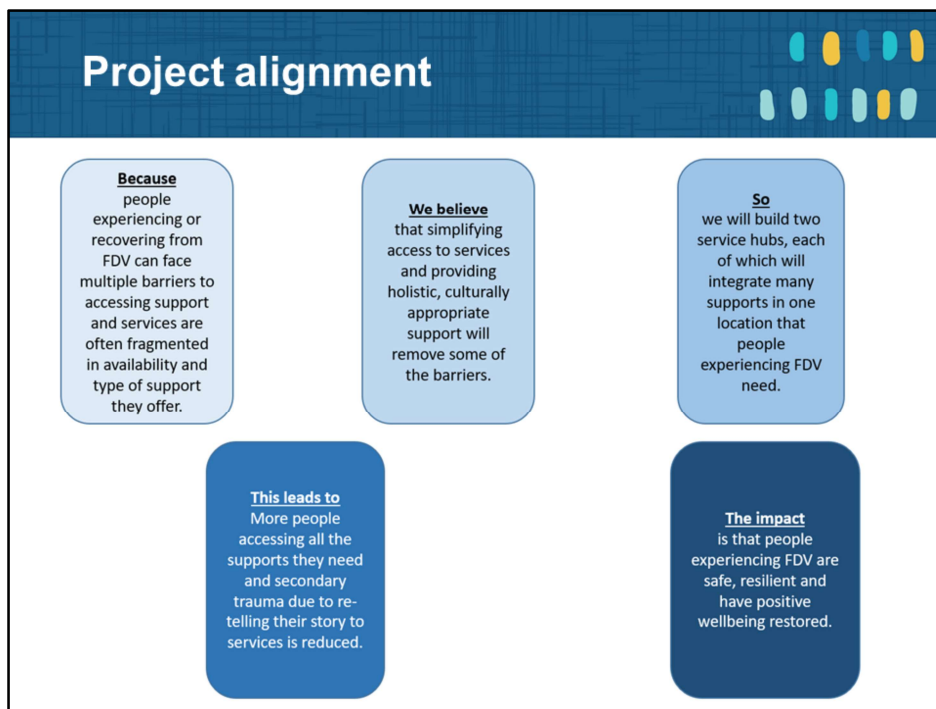 Project alignment
Because
people
experiencing or
recovering from
FDV can face
multiple barriers to
accessing support
and services are
often fragmented
in availability and
type of support
they offer.
We believe
that simplifying
access to services
and providing
holistic, culturally
appropriate
support will
remove some of
the barriers.
So
we will build two
service hubs, each
of which will
integrate many
supports in one
location that
people
experiencing FDV
need.
This leads to
More people
accessing all the
supports they need
and secondary
trauma due to re-
telling their story to
services is reduced.
The impact
is that people
experiencing FDV are
safe, resilient and
have positive
wellbeing restored.